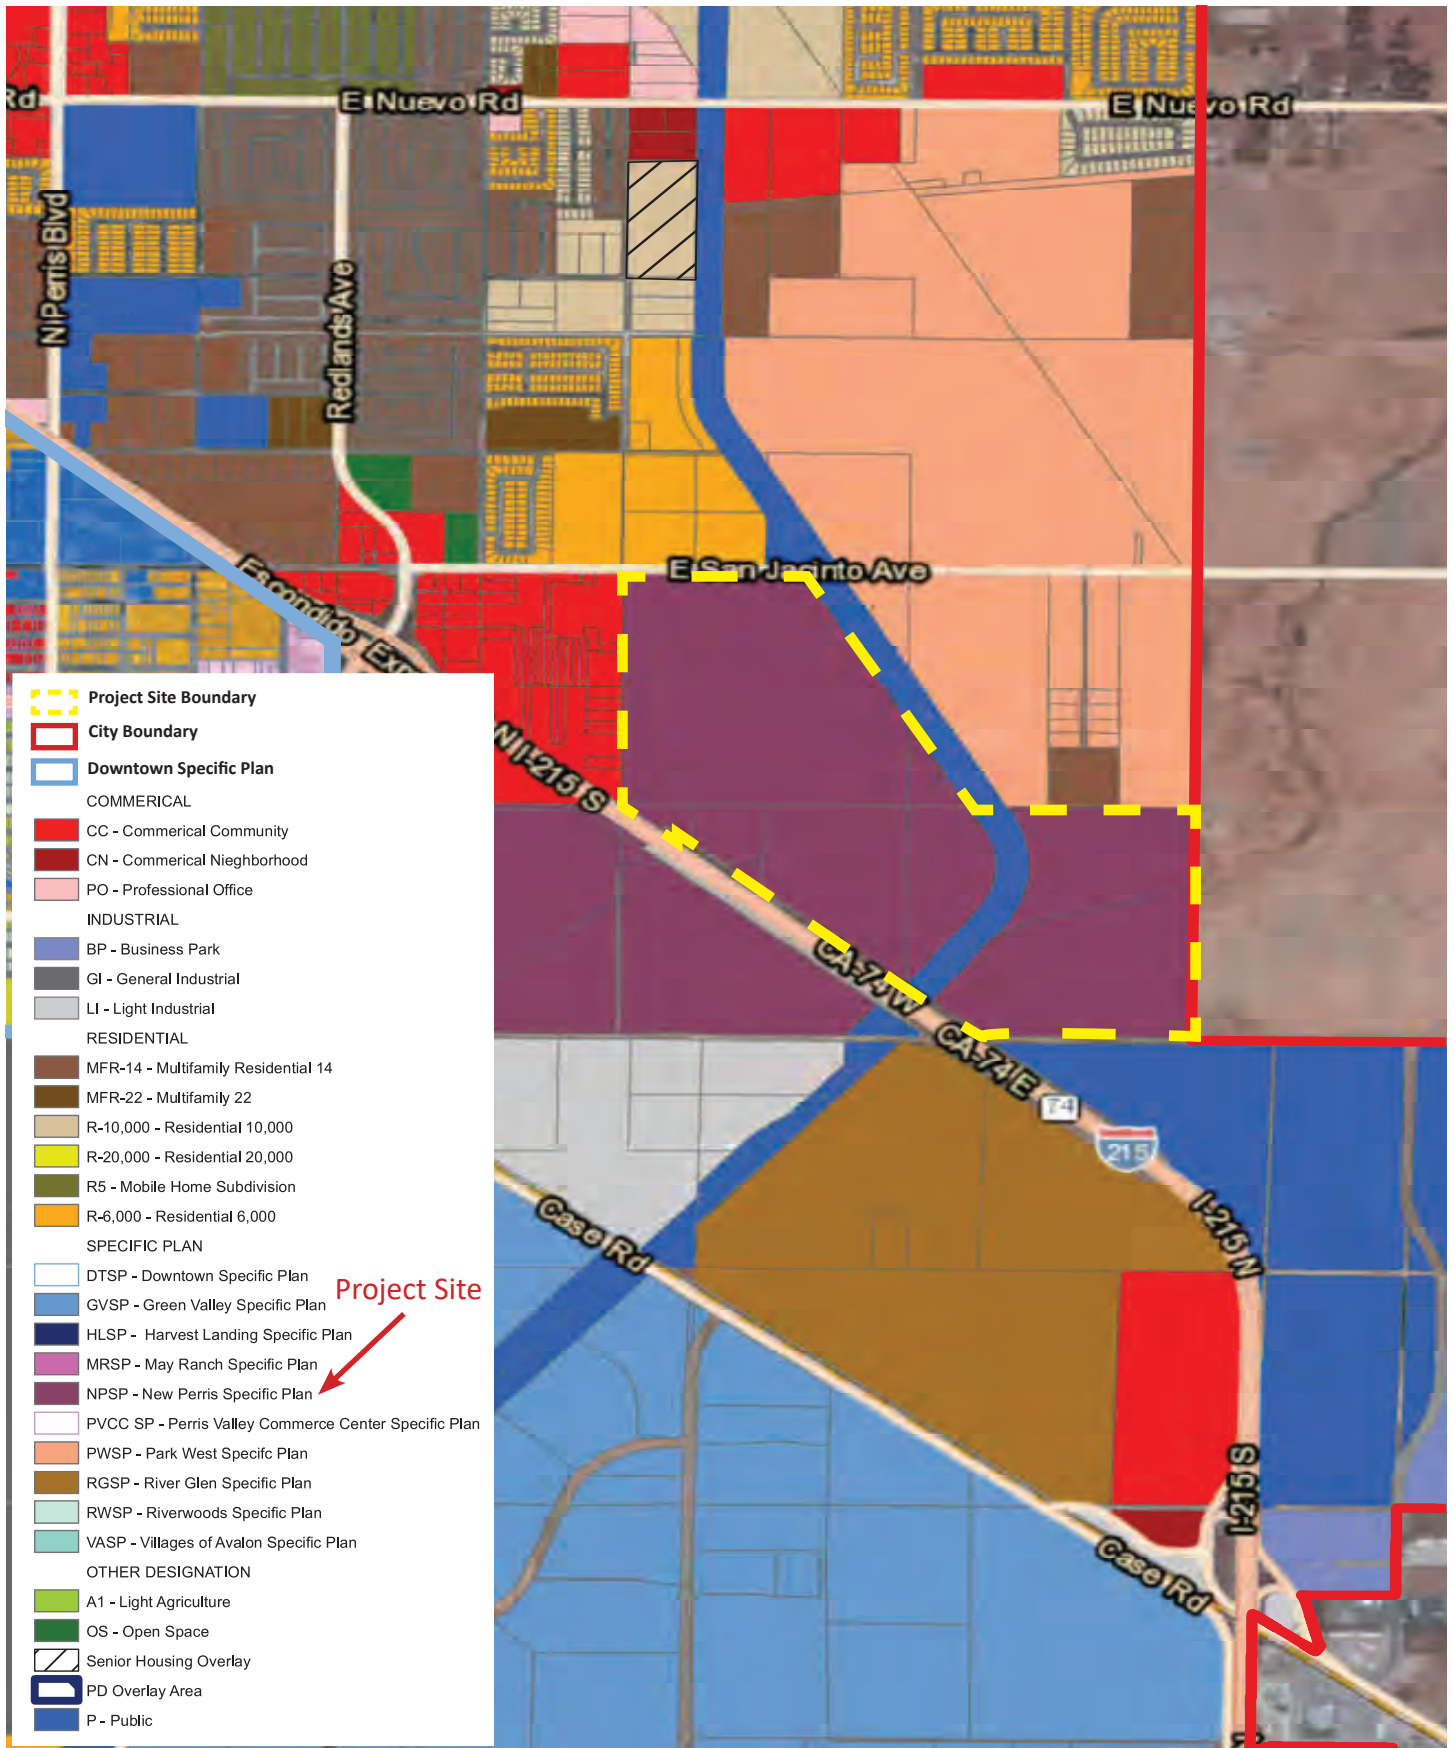 Rd
E Nuevo Rd
E Nuevo Rd
N Perris Blvd
Redlands Ave
E San Jacinto Ave
Escondido Exp
N I-215 S
CA-74 W
CA-74 E
74
215
I-215 N
Case Rd
I-215 S
Case Rd
Project Site Boundary
City Boundary
Downtown Specific Plan
COMMERICAL
CC - Commerical Community
CN - Commerical Nieghborhood
PO - Professional Office
INDUSTRIAL
BP - Business Park
GI - General Industrial
LI - Light Industrial
RESIDENTIAL
MFR-14 - Multifamily Residential 14
MFR-22 - Multifamily 22
R-10,000 - Residential 10,000
R-20,000 - Residential 20,000
R5 - Mobile Home Subdivision
R-6,000 - Residential 6,000
SPECIFIC PLAN
DTSP - Downtown Specific Plan
Project Site
GVSP - Green Valley Specific Plan
HLSP - Harvest Landing Specific Plan
MRSP - May Ranch Specific Plan
NPSP - New Perris Specific Plan
PVCC SP - Perris Valley Commerce Center Specific Plan
PWSP - Park West Specifc Plan
RGSP - River Glen Specific Plan
RWSP - Riverwoods Specific Plan
VASP - Villages of Avalon Specific Plan
OTHER DESIGNATION
A1 - Light Agriculture
OS - Open Space
Senior Housing Overlay
PD Overlay Area
P - Public